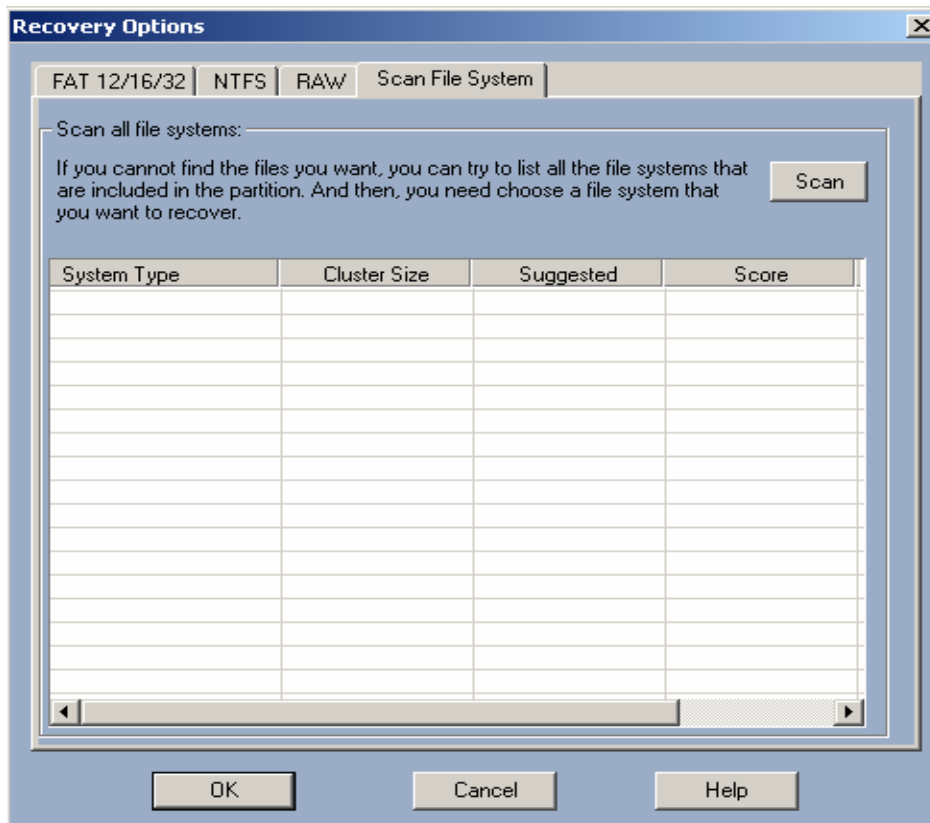 Recovery Options
FAT 12/16/32 NTFS RAW Scan File System
Scan all file systems:
If you cannot find the files you want, you can try to list all the file systems that
are included in the partition. And then, you need choose a file system that
you want to recover.
Scan
System Type Cluster Size Suggested Score
OK Cancel Help